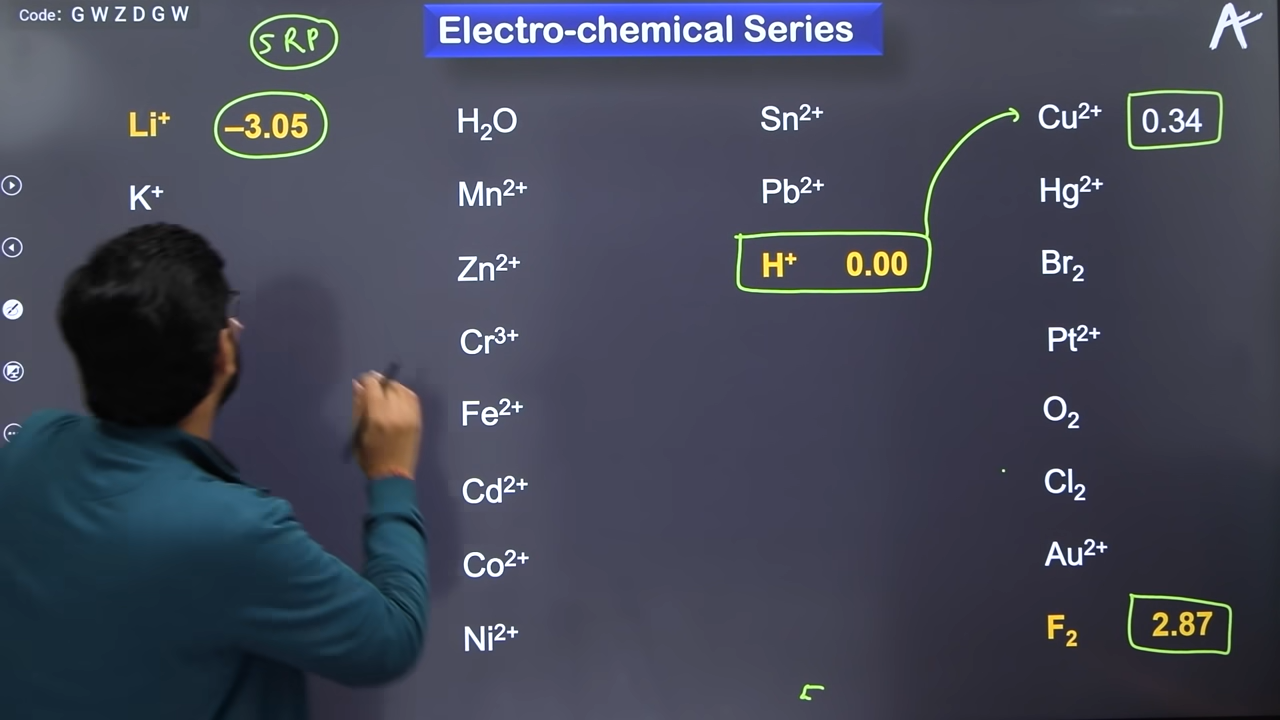 Code: G W Z D G W
SRP
Electro-chemical Series
Li⁺ –3.05
K⁺
H₂O
Mn²⁺
Zn²⁺
Cr³⁺
Fe²⁺
Cd²⁺
Co²⁺
Ni²⁺
Sn²⁺
Pb²⁺
H⁺ 0.00
Cu²⁺ 0.34
Hg²⁺
Br₂
Pt²⁺
O₂
Cl₂
Au²⁺
F₂ 2.87